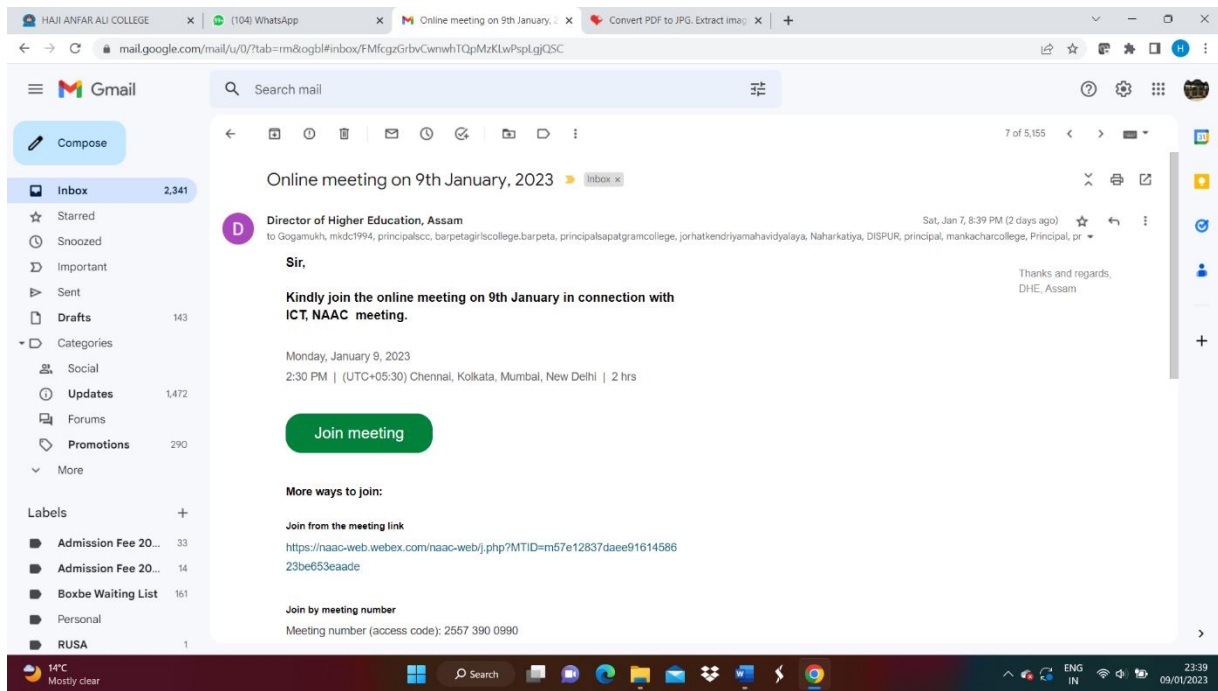 HAJI ANFAR ALI COLLEGE
(104) WhatsApp
Online meeting on 9th January, 2
Convert PDF to JPG. Extract imag
mail.google.com/mail/u/0/?tab=rm&ogbl#inbox/FMfcgzGrbvCwnwhTQpMzKLwPspLgjQSC
H
Gmail
Search mail
Compose
7 of 5,155
31
Inbox 2,341
Starred
Snoozed
Important
Sent
Drafts 143
Categories
Social
Updates 1,472
Forums
Promotions 290
More
Labels
Admission Fee 20... 33
Admission Fee 20... 14
Boxbe Waiting List 161
Personal
RUSA 1
Online meeting on 9th January, 2023 Inbox x
D
Director of Higher Education, Assam Sat, Jan 7, 8:39 PM (2 days ago)
to Gogamukh, mkdc1994, principalscc, barpetagirlscollege.barpeta, principalsapatgramcollege, jorhatkendriyamahavidyalaya, Naharkatiya, DISPUR, principal, mankacharcollege, Principal, pr
Sir,
Kindly join the online meeting on 9th January in connection with
ICT, NAAC meeting.
Thanks and regards,
DHE, Assam
Monday, January 9, 2023
2:30 PM | (UTC+05:30) Chennai, Kolkata, Mumbai, New Delhi | 2 hrs
Join meeting
More ways to join:
Join from the meeting link
https://naac-web.webex.com/naac-web/j.php?MTID=m57e12837daee91614586
23be653eaade
Join by meeting number
Meeting number (access code): 2557 390 0990
14°C
Mostly clear
Search
ENG
IN
23:39
09/01/2023